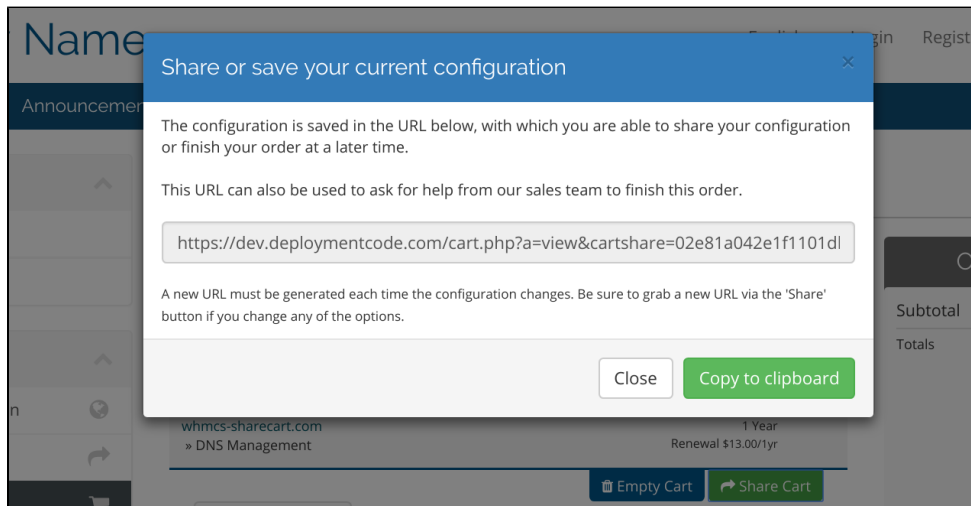 Name
Login
Regist
Announcemen
Share or save your current configuration
×
The configuration is saved in the URL below, with which you are able to share your configuration
or finish your order at a later time.
This URL can also be used to ask for help from our sales team to finish this order.
https://dev.deploymentcode.com/cart.php?a=view&cartshare=02e81a042e1f1101dl
A new URL must be generated each time the configuration changes. Be sure to grab a new URL via the 'Share'
button if you change any of the options.
Close
Copy to clipboard
Subtotal
Totals
n
whmcs-sharecart.com
1 Year
» DNS Management
Renewal $13.00/1yr
Empty Cart
Share Cart